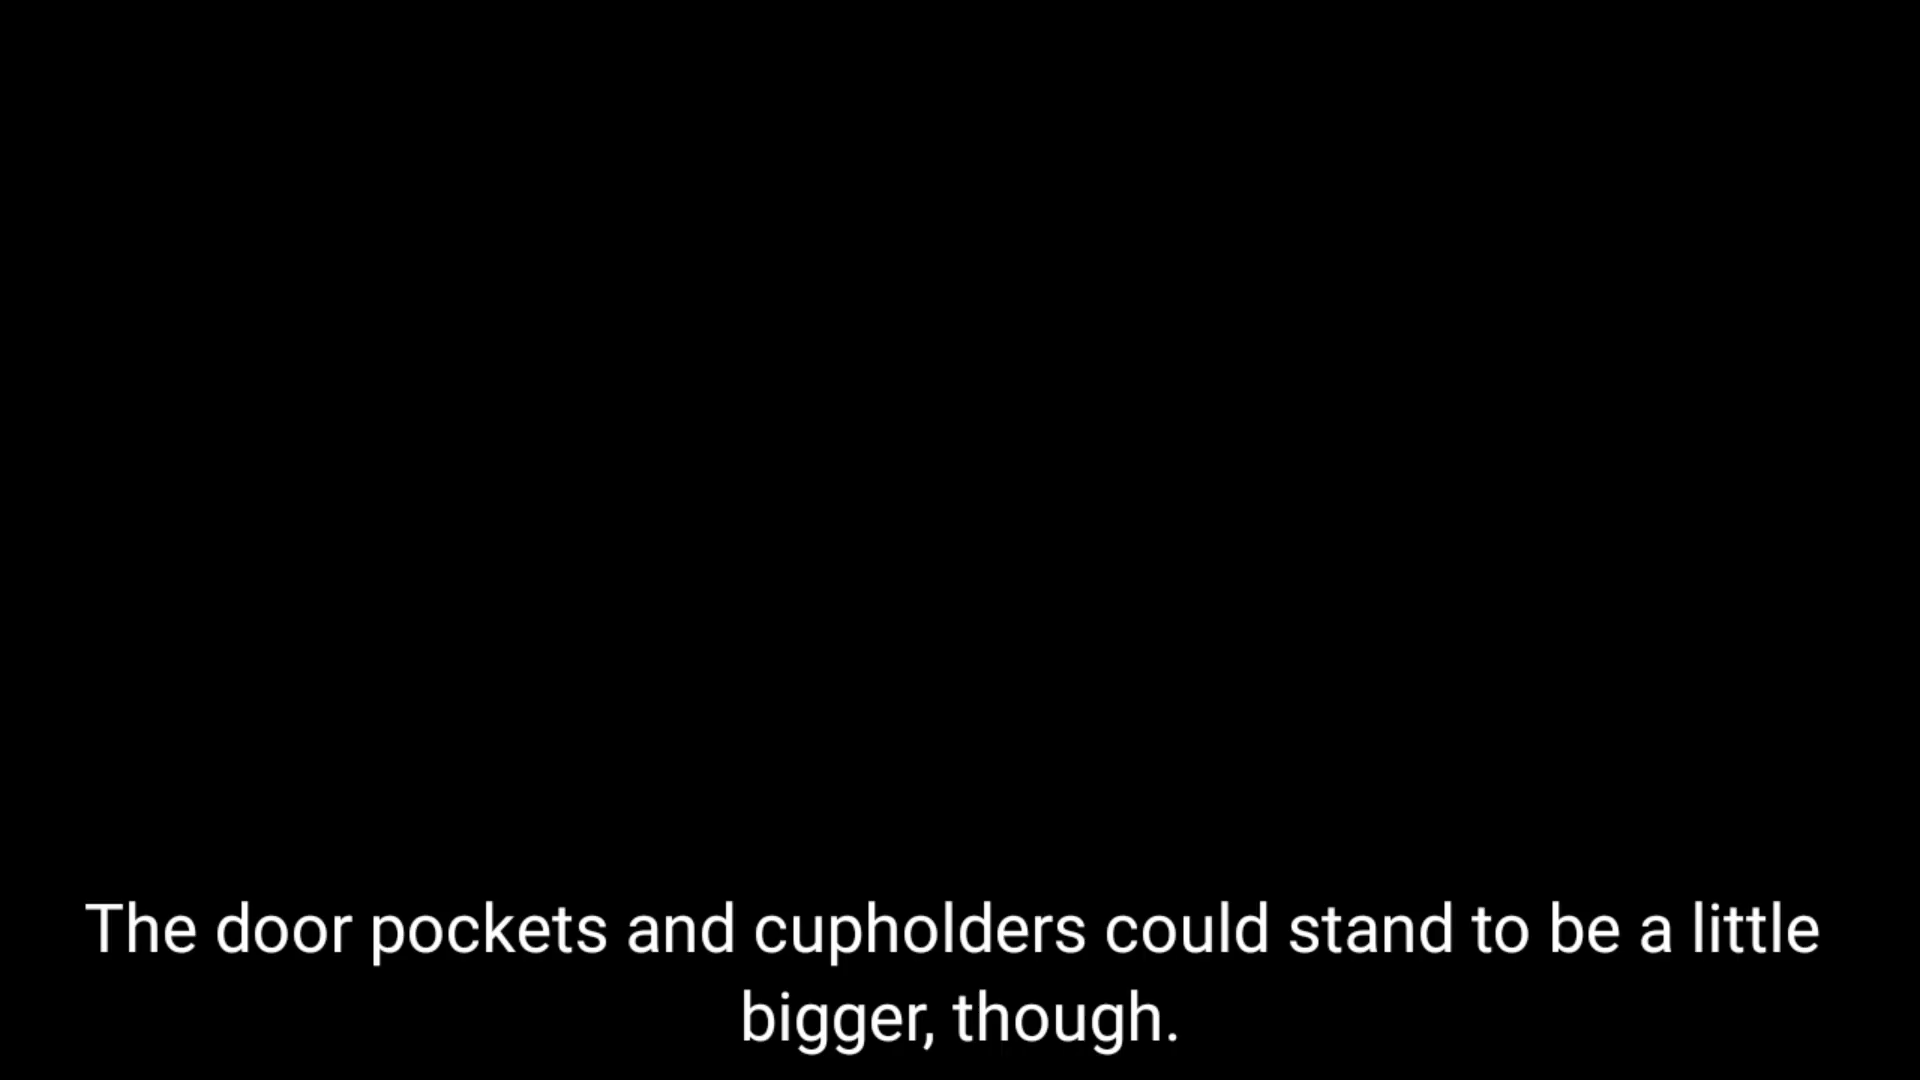 The door pockets and cupholders could stand to be a little
bigger, though.